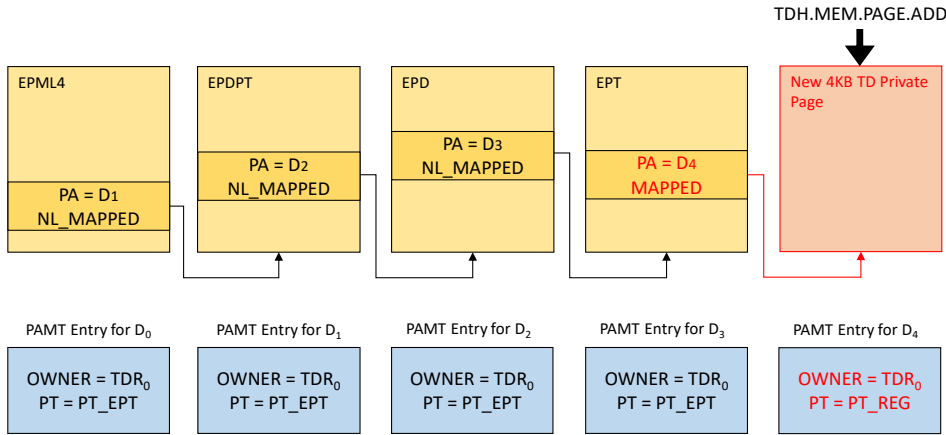 TDH.MEM.PAGE.ADD
EPML4
EPDPT
EPD
EPT
New 4KB TD Private
Page
PA = D1
NL_MAPPED
PA = D2
NL_MAPPED
PA = D3
NL_MAPPED
PA = D4
MAPPED
PAMT Entry for D0
PAMT Entry for D1
PAMT Entry for D2
PAMT Entry for D3
PAMT Entry for D4
OWNER = TDR0
PT = PT_EPT
OWNER = TDR0
PT = PT_EPT
OWNER = TDR0
PT = PT_EPT
OWNER = TDR0
PT = PT_EPT
OWNER = TDR0
PT = PT_REG